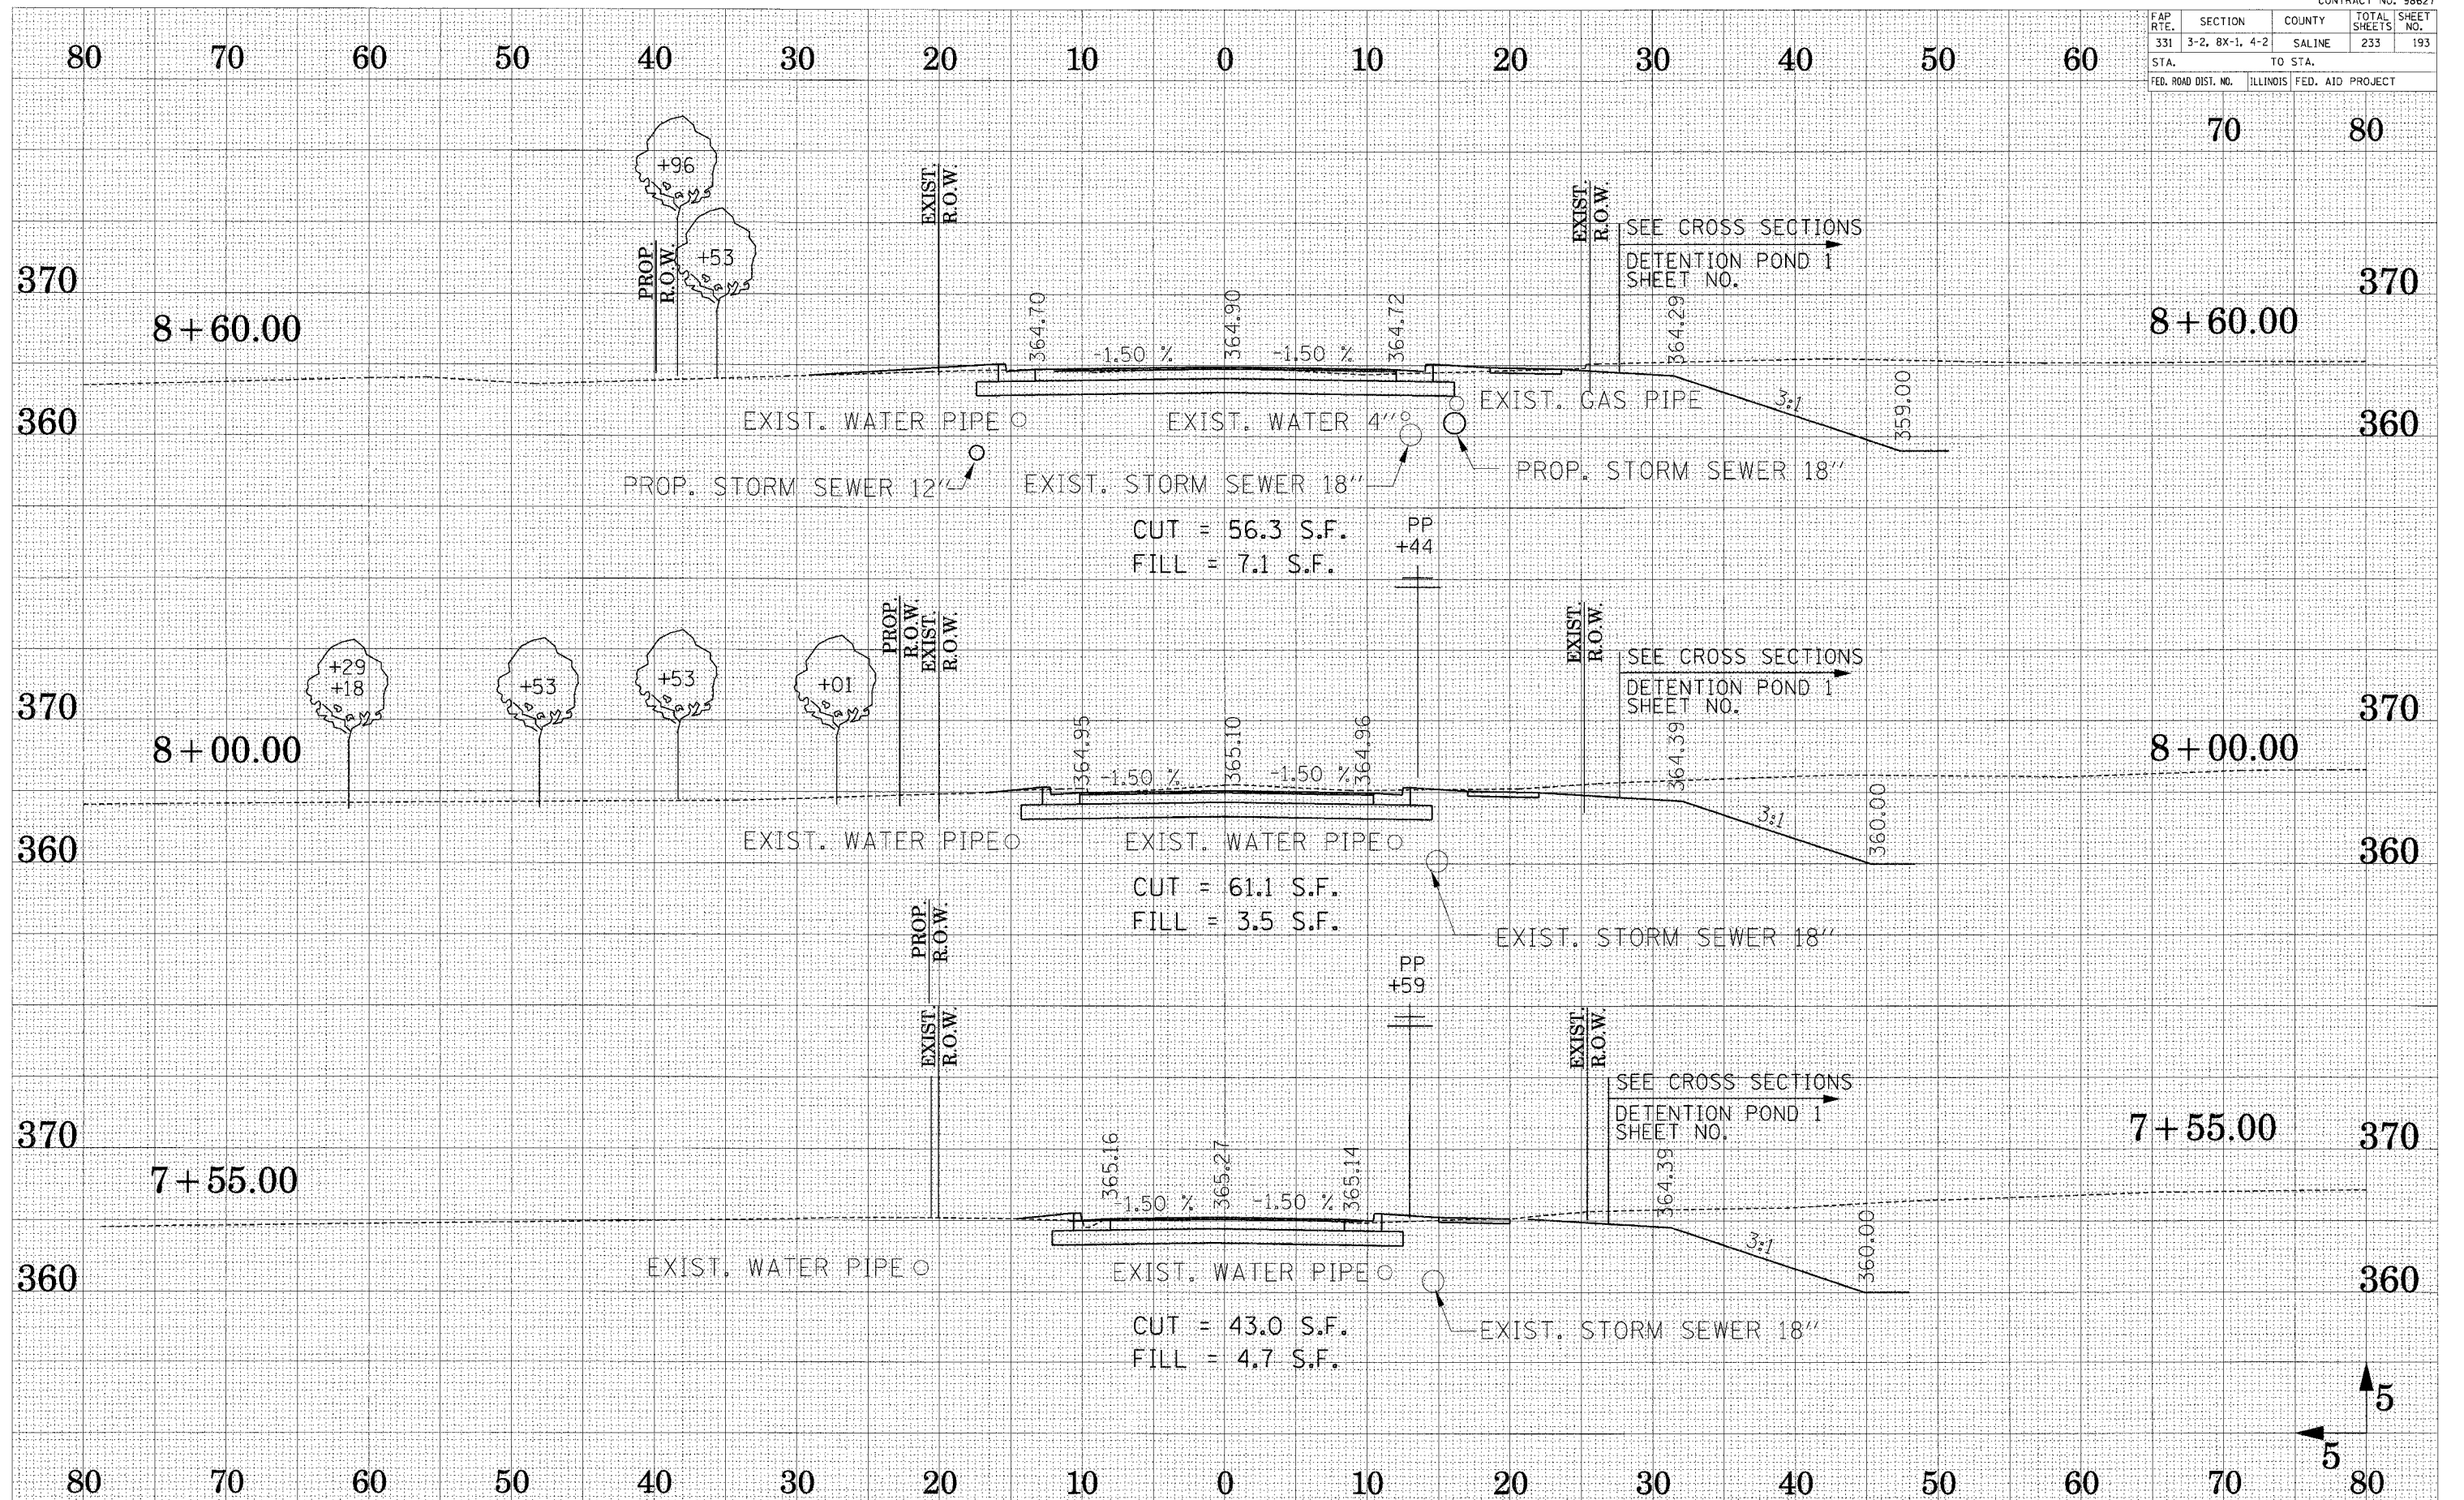 CONTRACT NO. 98627
FAP RTE. SECTION COUNTY TOTAL SHEETS SHEET NO.
331 3-2, 8X-1, 4-2 SALINE 233 193
STA. TO STA.
FED. ROAD DIST. NO. ILLINOIS FED. AID PROJECT
80 70 60 50 40 30 20 10 0 10 20 30 40 50 60
70 80
+96
+53
PROP.
R.O.W.
EXIST.
R.O.W.
EXIST.
R.O.W.
SEE CROSS SECTIONS
DETENTION POND 1
SHEET NO.
370 370
8+60.00 8+60.00
364.70
-1.50 %
364.90
-1.50 %
364.72
364.29
3:1
359.00
360 360
EXIST. WATER PIPE
EXIST. WATER 4"
EXIST. GAS PIPE
PROP. STORM SEWER 12"
EXIST. STORM SEWER 18"
PROP. STORM SEWER 18"
CUT = 56.3 S.F.
FILL = 7.1 S.F.
PP
+44
+29
+18
+53
+53
+01
PROP.
R.O.W.
EXIST.
R.O.W.
EXIST.
R.O.W.
SEE CROSS SECTIONS
DETENTION POND 1
SHEET NO.
370 370
8+00.00 8+00.00
364.95
-1.50 %
365.10
-1.50 %
364.96
364.39
3:1
360.00
360 360
EXIST. WATER PIPE
EXIST. WATER PIPE
CUT = 61.1 S.F.
FILL = 3.5 S.F.
EXIST. STORM SEWER 18"
PROP.
R.O.W.
PP
+59
EXIST.
R.O.W.
EXIST.
R.O.W.
SEE CROSS SECTIONS
DETENTION POND 1
SHEET NO.
370 370
7+55.00 7+55.00
365.16
-1.50 %
365.27
-1.50 %
365.14
364.39
3:1
360.00
360 360
EXIST. WATER PIPE
EXIST. WATER PIPE
CUT = 43.0 S.F.
FILL = 4.7 S.F.
EXIST. STORM SEWER 18"
5
5
80 70 60 50 40 30 20 10 0 10 20 30 40 50 60 70 80